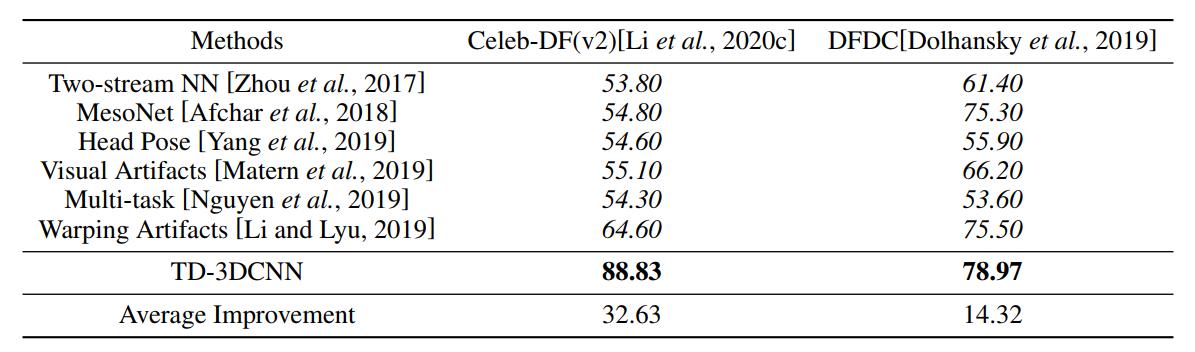 Methods Celeb-DF(v2)[Li et al., 2020c] DFDC[Dolhansky et al., 2019]
Two-stream NN [Zhou et al., 2017] 53.80 61.40
MesoNet [Afchar et al., 2018] 54.80 75.30
Head Pose [Yang et al., 2019] 54.60 55.90
Visual Artifacts [Matern et al., 2019] 55.10 66.20
Multi-task [Nguyen et al., 2019] 54.30 53.60
Warping Artifacts [Li and Lyu, 2019] 64.60 75.50
TD-3DCNN 88.83 78.97
Average Improvement 32.63 14.32